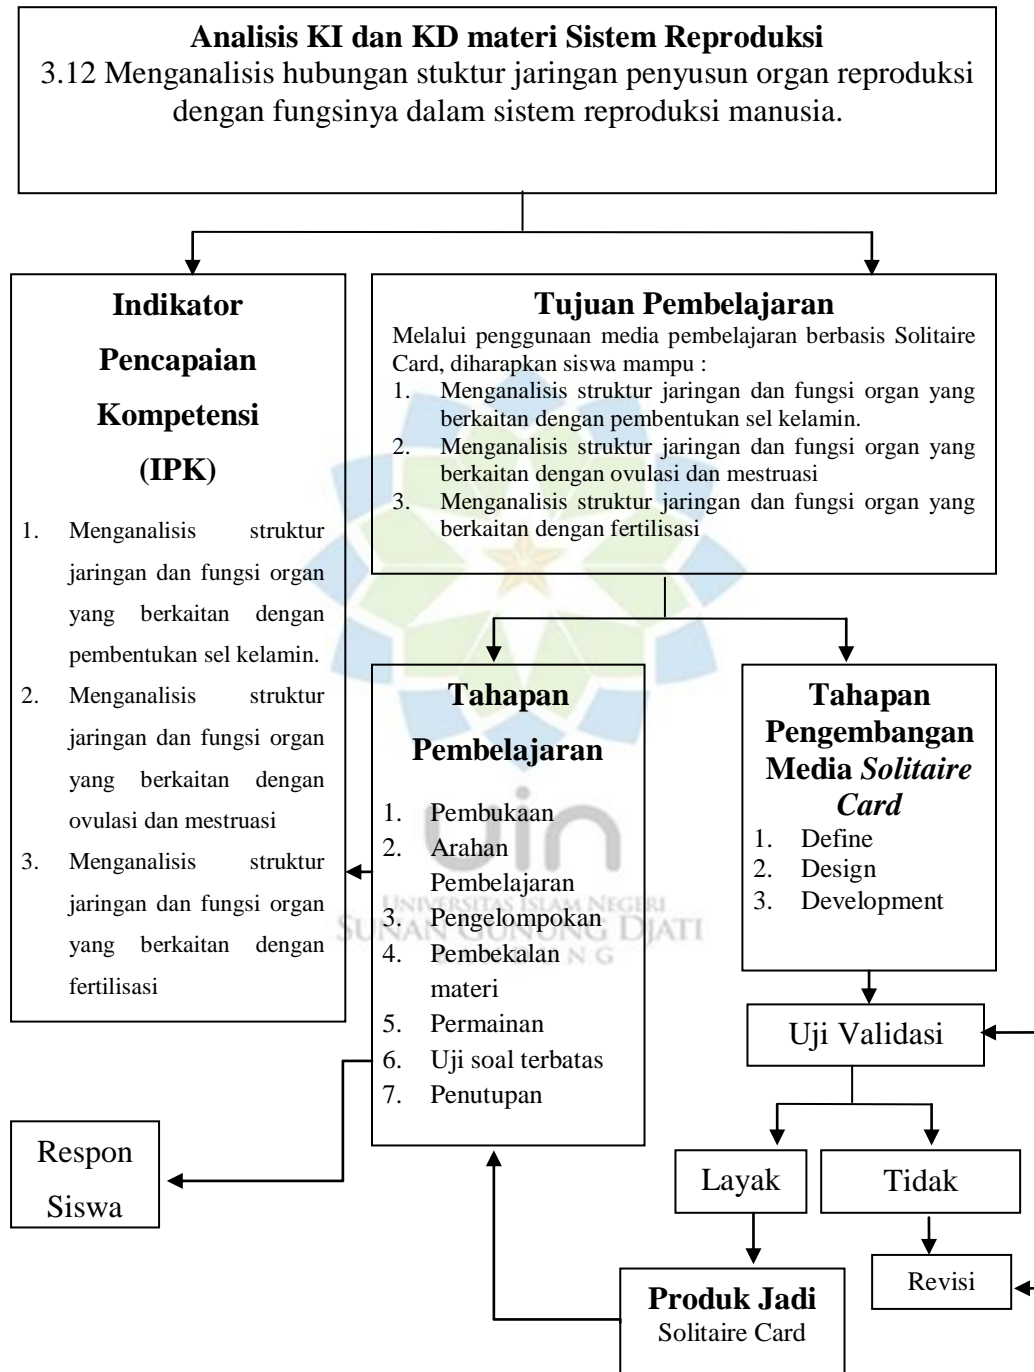 Analisis KI dan KD materi Sistem Reproduksi
3.12 Menganalisis hubungan stuktur jaringan penyusun organ reproduksi
dengan fungsinya dalam sistem reproduksi manusia.
Indikator
Pencapaian
Kompetensi
(IPK)
1. Menganalisis struktur
jaringan dan fungsi organ
yang berkaitan dengan
pembentukan sel kelamin.
2. Menganalisis struktur
jaringan dan fungsi organ
yang berkaitan dengan
ovulasi dan mestruasi
3. Menganalisis struktur
jaringan dan fungsi organ
yang berkaitan dengan
fertilisasi
Tujuan Pembelajaran
Melalui penggunaan media pembelajaran berbasis Solitaire
Card, diharapkan siswa mampu :
1. Menganalisis struktur jaringan dan fungsi organ yang
berkaitan dengan pembentukan sel kelamin.
2. Menganalisis struktur jaringan dan fungsi organ yang
berkaitan dengan ovulasi dan mestruasi
3. Menganalisis struktur jaringan dan fungsi organ yang
berkaitan dengan fertilisasi
Tahapan
Pembelajaran
1. Pembukaan
2. Arahan
Pembelajaran
3. Pengelompokan
4. Pembekalan
materi
5. Permainan
6. Uji soal terbatas
7. Penutupan
Tahapan
Pengembangan
Media Solitaire
Card
1. Define
2. Design
3. Development
uin
UNIVERSITAS ISLAM NEGERI
SUNAN GUNUNG DJATI
BANDUNG
Uji Validasi
Layak
Tidak
Revisi
Produk Jadi
Solitaire Card
Respon
Siswa